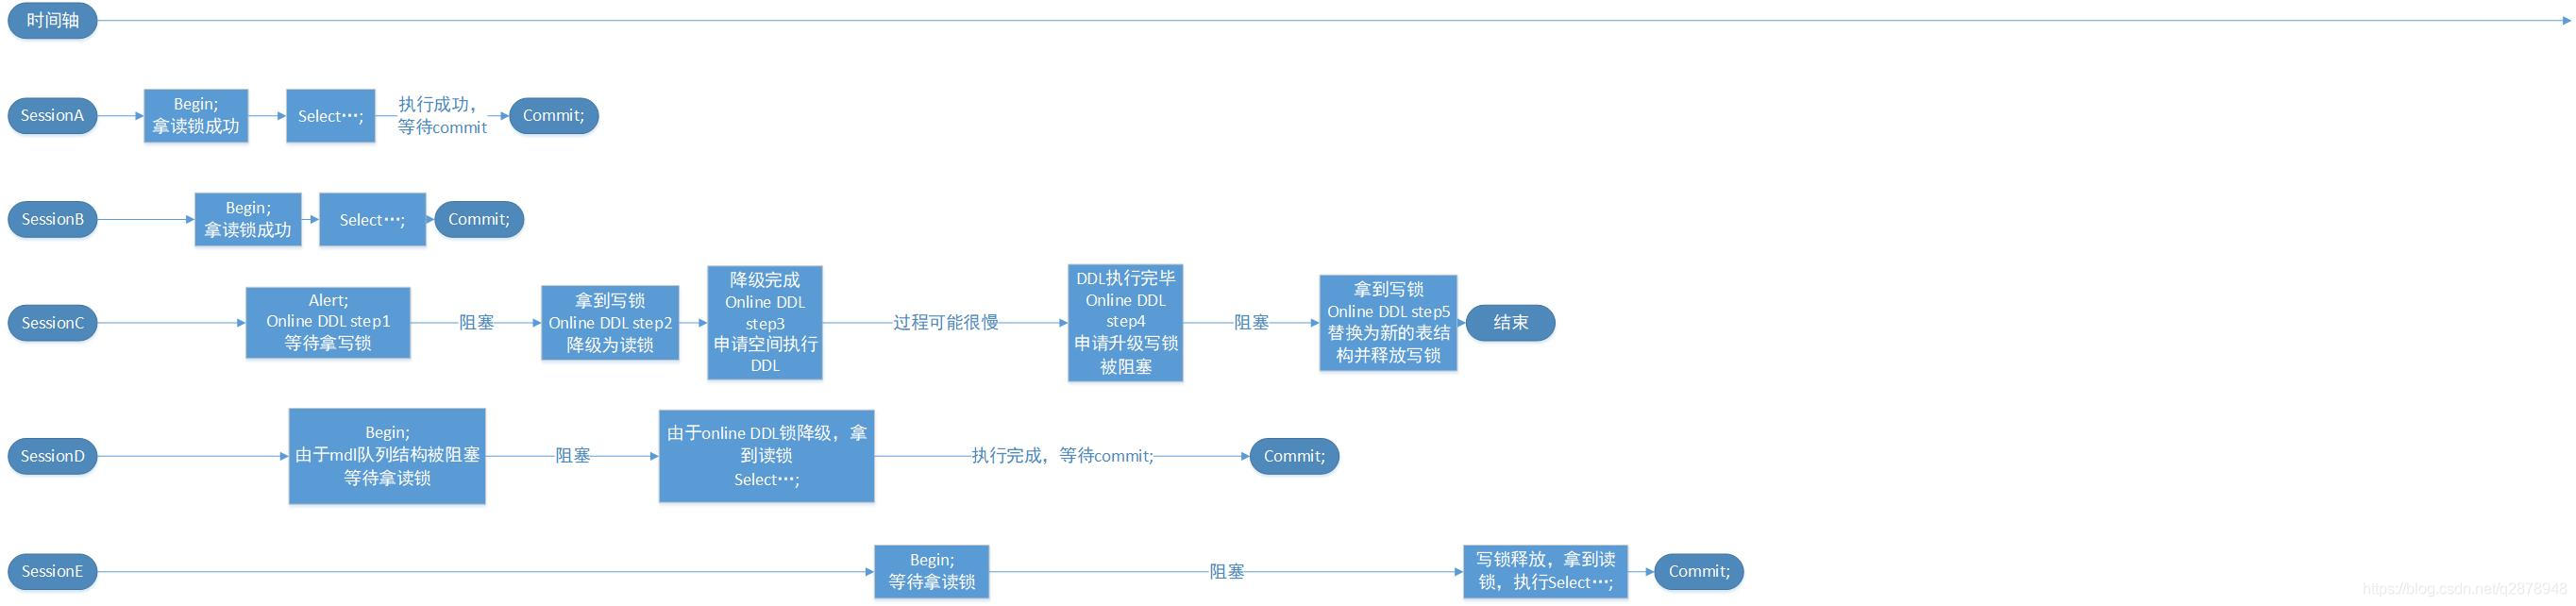 时间轴
SessionA
Begin;
拿读锁成功
Select⋯;
执行成功，
等待commit
Commit;
SessionB
Begin;
拿读锁成功
Select⋯;
Commit;
SessionC
Alert;
Online DDL step1
等待拿写锁
阻塞
拿到写锁
Online DDL step2
降级为读锁
降级完成
Online DDL
step3
申请空间执行
DDL
过程可能很慢
DDL执行完毕
Online DDL
step4
申请升级写锁
被阻塞
阻塞
拿到写锁
Online DDL step5
替换为新的表结
构并释放写锁
结束
SessionD
Begin;
由于mdl队列结构被阻塞
等待拿读锁
阻塞
由于online DDL锁降级，拿
到读锁
Select⋯;
执行完成，等待commit;
Commit;
SessionE
Begin;
等待拿读锁
阻塞
写锁释放，拿到读
锁，执行Select⋯;
Commit;
https://blog.csdn.net/q2878948